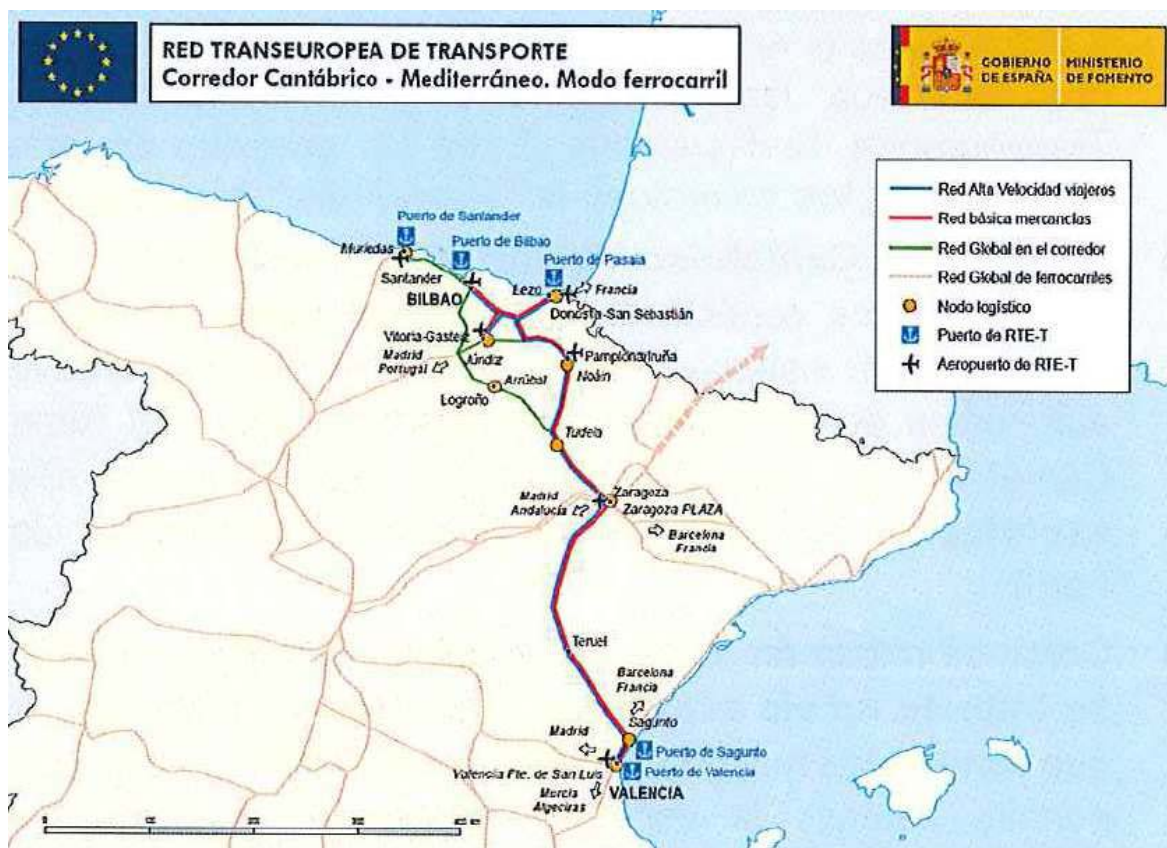 RED TRANSEUROPEA DE TRANSPORTE
Corredor Cantábrico - Mediterráneo. Modo ferrocarril
GOBIERNO
DE ESPAÑA
MINISTERIO
DE FOMENTO
Red Alta Velocidad viajeros
Red básica mercancías
Red Global en el corredor
Red Global de ferrocarriles
Nodo logístico
Puerto de RTE-T
Aeropuerto de RTE-T
Puerto de Santander
Muriedas
Puerto de Bilbao
Puerto de Pasaia
Santander
BILBAO
Lezo
Francia
Donostia-San Sebastián
Vitoria-Gasteiz
Júndiz
Pamplona/Iruña
Noáin
Madrid
Portugal
Arrúbal
Logroño
Tudela
Madrid
Andalucía
Zaragoza
Zaragoza PLAZA
Barcelona
Francia
Teruel
Barcelona
Francia
Sagunto
Madrid
Puerto de Sagunto
Valencia Fte. de San Luis
Puerto de Valencia
Murcia
Algeciras
VALENCIA